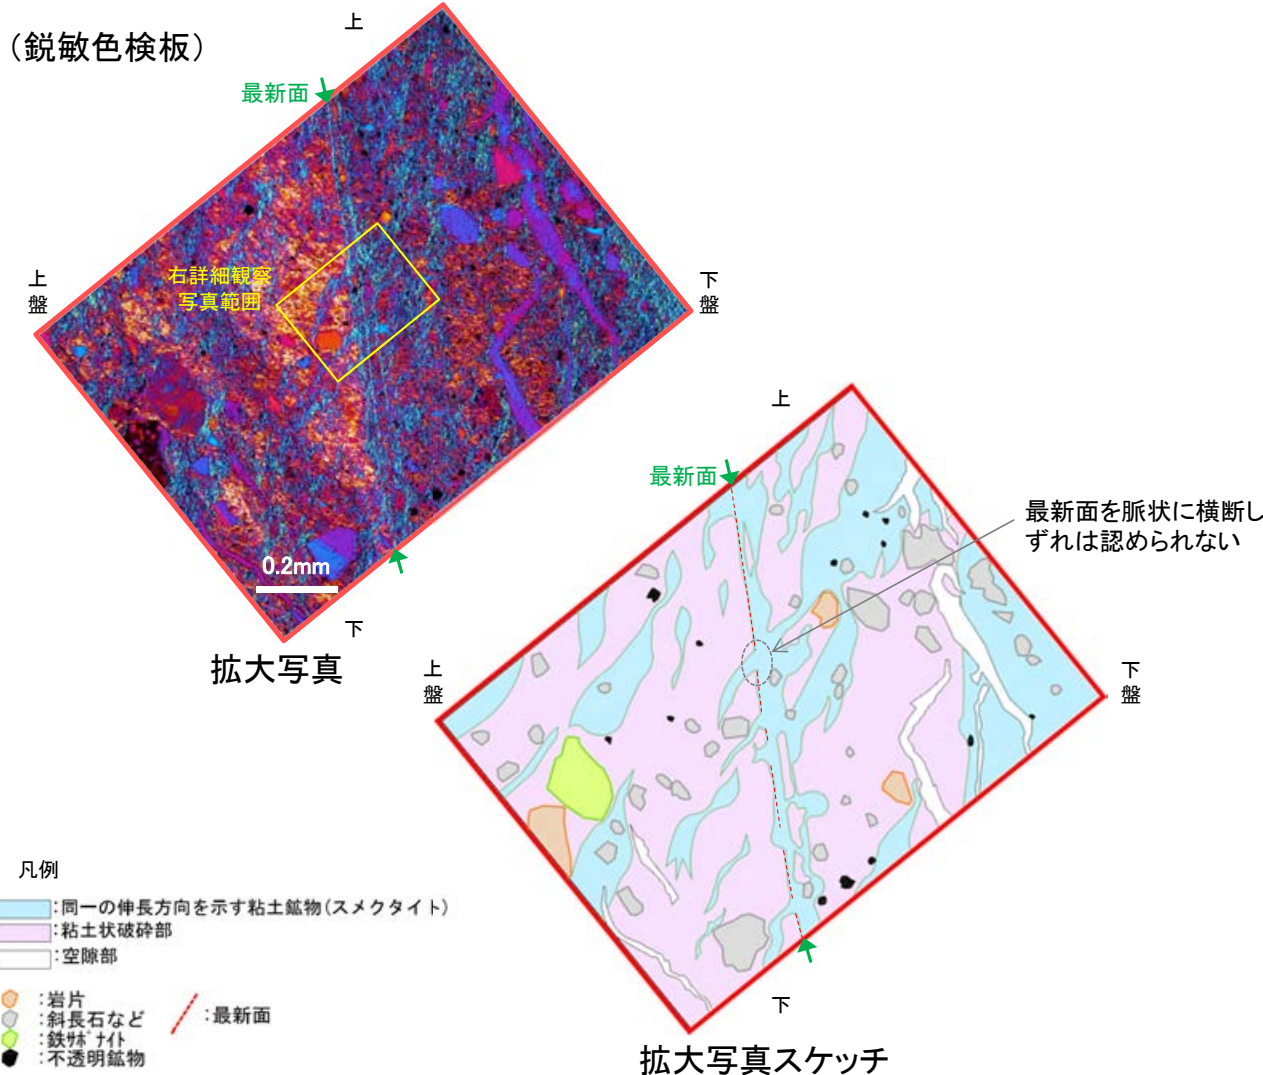 (鋭敏色検板)
上
最新面
上
盤
右詳細観察
写真範囲
下
盤
0.2mm
下
拡大写真
上
最新面
最新面を脈状に横断し
ずれは認められない
上
盤
下
盤
下
拡大写真スケッチ
凡例
:同一の伸長方向を示す粘土鉱物(スメクタイト)
:粘土状破砕部
:空隙部
:岩片
:斜長石など
:鉄サポナイト
:不透明鉱物
:最新面